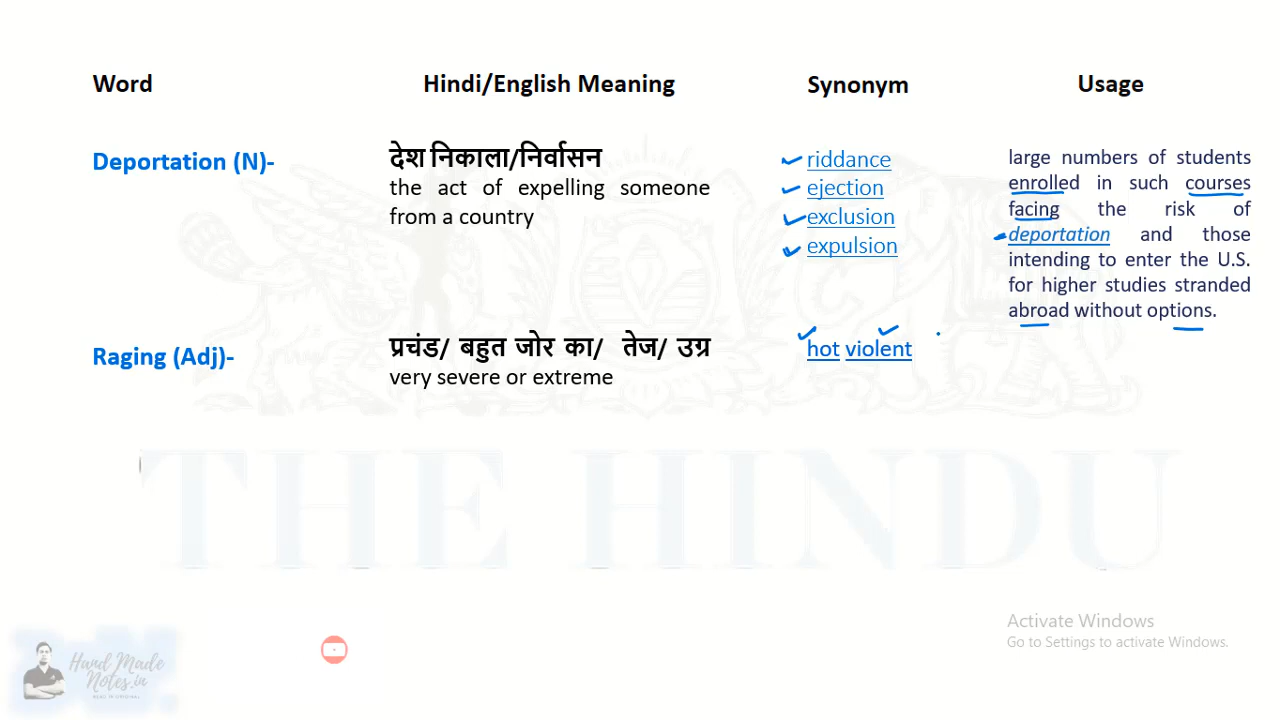 Word Hindi/English Meaning Synonym Usage
Deportation (N)-
देश निकाला/निर्वासन
the act of expelling someone
from a country
riddance
ejection
exclusion
expulsion
large numbers of students
enrolled in such courses
facing the risk of
deportation and those
intending to enter the U.S.
for higher studies stranded
abroad without options.
Raging (Adj)-
प्रचंड/ बहुत जोर का/ तेज/ उग्र
very severe or extreme
hot violent
THE HINDU
Activate Windows
Go to Settings to activate Windows.
Hand Made
Notes.in